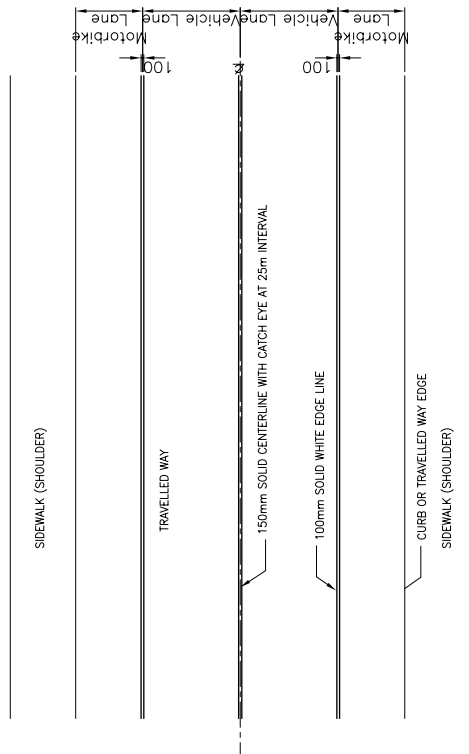 Motorbike
Lane
Vehicle Lane
Vehicle Lane
Motorbike
Lane
100
100
SIDEWALK (SHOULDER)
TRAVELLED WAY
150mm SOLID CENTERLINE WITH CATCH EYE AT 25m INTERVAL
100mm SOLID WHITE EDGE LINE
CURB OR TRAVELLED WAY EDGE
SIDEWALK (SHOULDER)